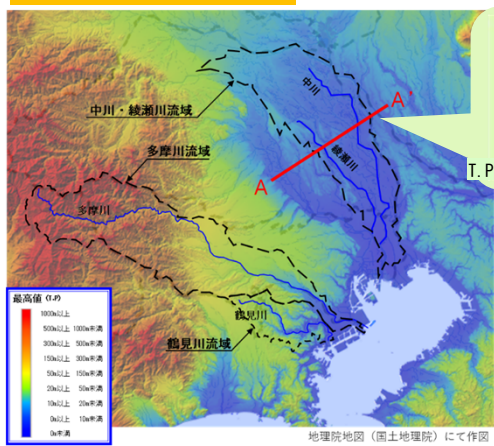 中川
A'
中川・綾瀬川流域
綾瀬川
多摩川流域
T.P
A
多摩川
最高値 (T.P)
1000m以上
500m以上 1000m未満
300m以上 500m未満
150m以上 300m未満
50m以上 150m未満
20m以上 50m未満
10m以上 20m未満
0m以上 10m未満
0m未満
鶴見川
鶴見川流域
地理院地図（国土地理院）にて作図